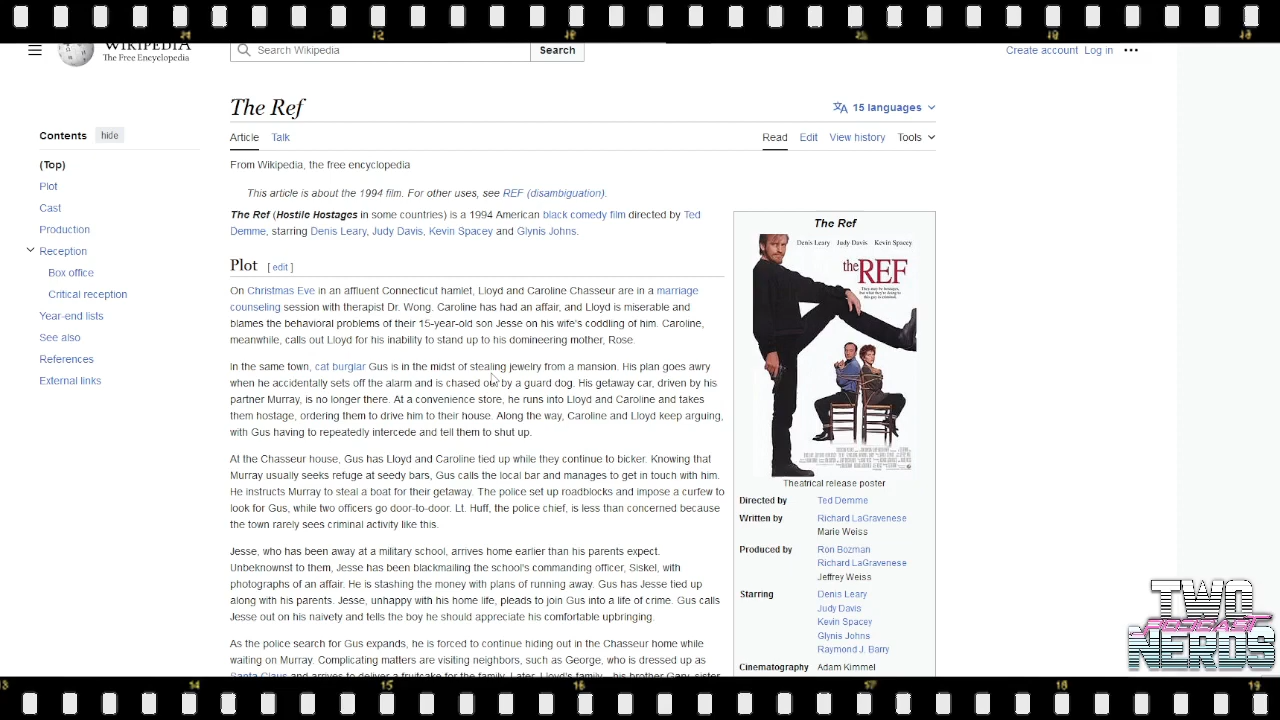 WIKIPEDIA
The Free Encyclopedia
Search Wikipedia
Search
Create account Log in
The Ref
15 languages
Contents hide
(Top)
Plot
Cast
Production
Reception
Box office
Critical reception
Year-end lists
See also
References
External links
Article Talk
Read Edit View history Tools
From Wikipedia, the free encyclopedia
This article is about the 1994 film. For other uses, see REF (disambiguation).
The Ref (Hostile Hostages in some countries) is a 1994 American black comedy film directed by Ted
Demme, starring Denis Leary, Judy Davis, Kevin Spacey and Glynis Johns.
Plot [ edit ]
On Christmas Eve in an affluent Connecticut hamlet, Lloyd and Caroline Chasseur are in a marriage
counseling session with therapist Dr. Wong. Caroline has had an affair, and Lloyd is miserable and
blames the behavioral problems of their 15-year-old son Jesse on his wife's coddling of him. Caroline,
meanwhile, calls out Lloyd for his inability to stand up to his domineering mother, Rose.
In the same town, cat burglar Gus is in the midst of stealing jewelry from a mansion. His plan goes awry
when he accidentally sets off the alarm and is chased out by a guard dog. His getaway car, driven by his
partner Murray, is no longer there. At a convenience store, he runs into Lloyd and Caroline and takes
them hostage, ordering them to drive him to their house. Along the way, Caroline and Lloyd keep arguing,
with Gus having to repeatedly intercede and tell them to shut up.
At the Chasseur house, Gus has Lloyd and Caroline tied up while they continue to bicker. Knowing that
Murray usually seeks refuge at seedy bars, Gus calls the local bar and manages to get in touch with him.
He instructs Murray to steal a boat for their getaway. The police set up roadblocks and impose a curfew to
look for Gus, while two officers go door-to-door. Lt. Huff, the police chief, is less than concerned because
the town rarely sees criminal activity like this.
Jesse, who has been away at a military school, arrives home earlier than his parents expect.
Unbeknownst to them, Jesse has been blackmailing the school's commanding officer, Siskel, with
photographs of an affair. He is stashing the money with plans of running away. Gus has Jesse tied up
along with his parents. Jesse, unhappy with his home life, pleads to join Gus into a life of crime. Gus calls
Jesse out on his naivety and tells the boy he should appreciate his comfortable upbringing.
As the police search for Gus expands, he is forced to continue hiding out in the Chasseur home while
waiting on Murray. Complicating matters are visiting neighbors, such as George, who is dressed up as
The Ref
Denis Leary Judy Davis Kevin Spacey
the REF
Theatrical release poster
Directed by Ted Demme
Written by Richard LaGravenese
Marie Weiss
Produced by Ron Bozman
Richard LaGravenese
Jeffrey Weiss
Starring Denis Leary
Judy Davis
Kevin Spacey
Glynis Johns
Raymond J. Barry
Cinematography Adam Kimmel
TWO
NERDS
14 15 16 17 18 19